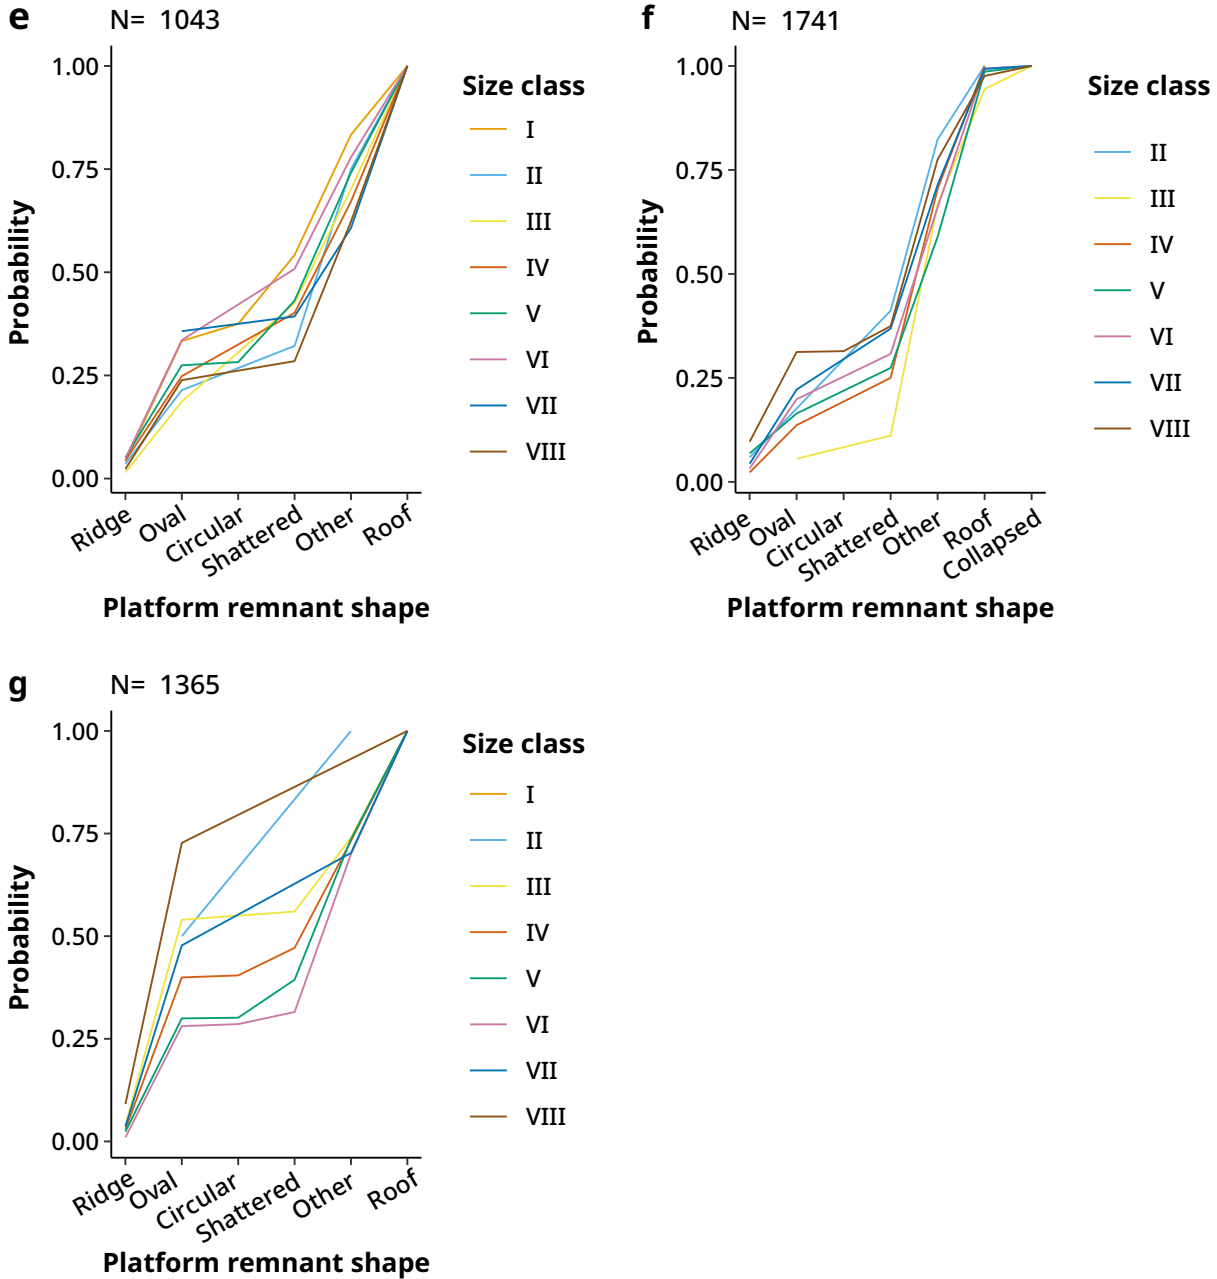 e
N= 1043
1.00
0.75
0.50
0.25
0.00
Probability
Ridge
Oval
Circular
Shattered
Other
Roof
Platform remnant shape
Size class
I
II
III
IV
V
VI
VII
VIII
f
N= 1741
1.00
0.75
0.50
0.25
0.00
Probability
Ridge
Oval
Circular
Shattered
Other
Roof
Collapsed
Platform remnant shape
Size class
II
III
IV
V
VI
VII
VIII
g
N= 1365
1.00
0.75
0.50
0.25
0.00
Probability
Ridge
Oval
Circular
Shattered
Other
Roof
Platform remnant shape
Size class
I
II
III
IV
V
VI
VII
VIII